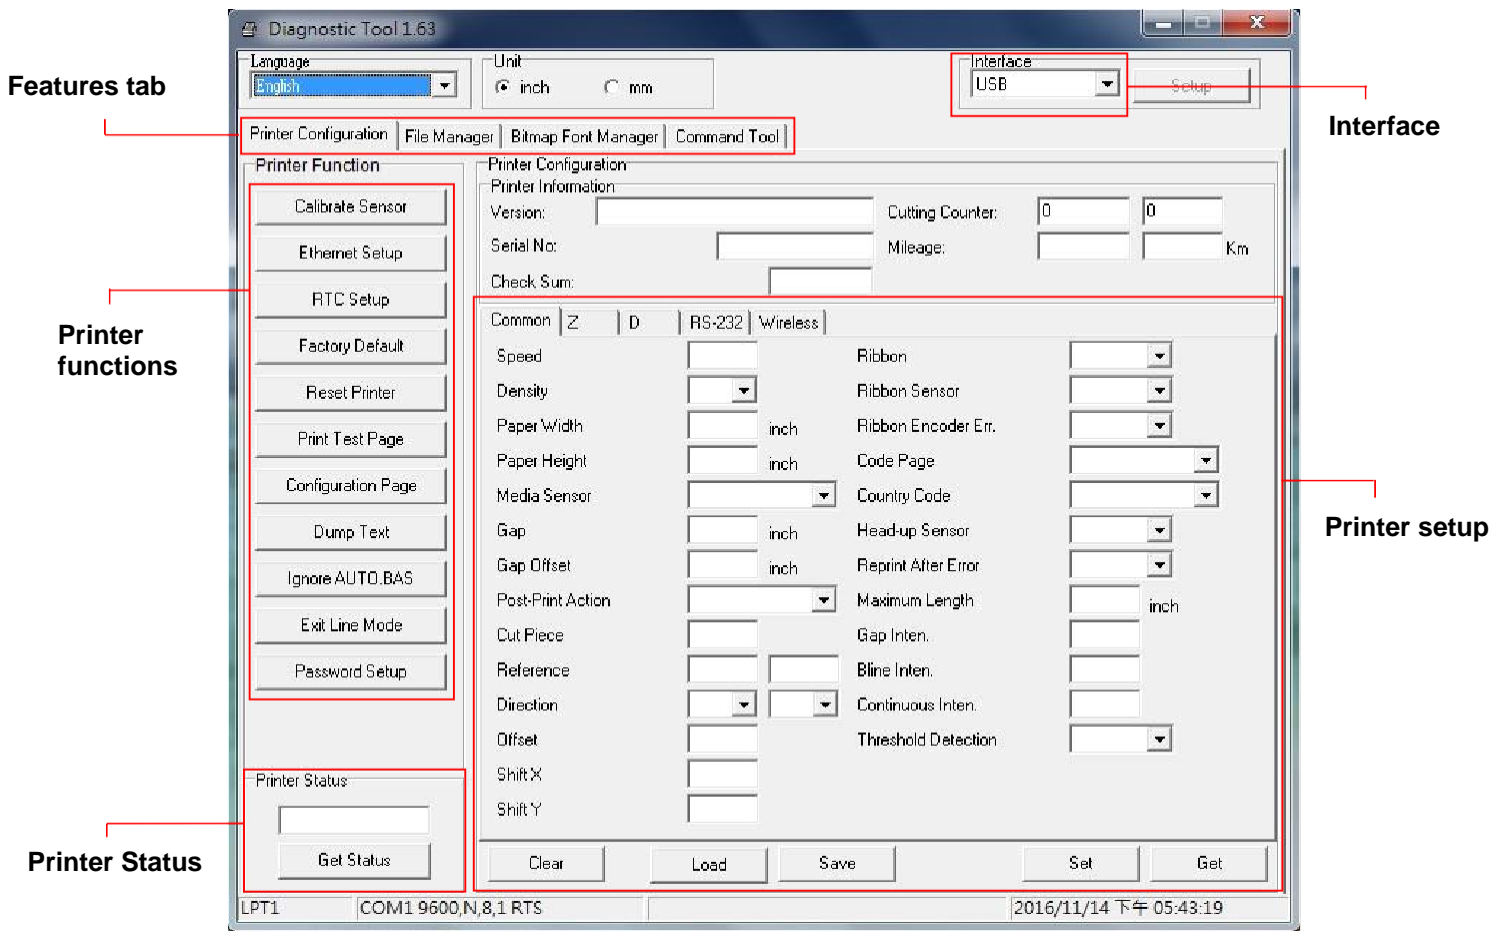 Diagnostic Tool 1.63
Language
English
Unit
inch
mm
Interface
USB
Setup
Features tab
Interface
Printer Configuration
File Manager
Bitmap Font Manager
Command Tool
Printer Function
Calibrate Sensor
Ethernet Setup
RTC Setup
Factory Default
Reset Printer
Print Test Page
Configuration Page
Dump Text
Ignore AUTO.BAS
Exit Line Mode
Password Setup
Printer functions
Printer Configuration
Printer Information
Version:
Cutting Counter: 0 0
Serial No:
Mileage: Km
Check Sum:
Common Z D RS-232 Wireless
Speed
Density
Paper Width inch
Paper Height inch
Media Sensor
Gap inch
Gap Offset inch
Post-Print Action
Cut Piece
Reference
Direction
Offset
Shift X
Shift Y
Ribbon
Ribbon Sensor
Ribbon Encoder Err.
Code Page
Country Code
Head-up Sensor
Reprint After Error
Maximum Length inch
Gap Inten.
Bline Inten.
Continuous Inten.
Threshold Detection
Printer setup
Printer Status
Get Status
Printer Status
Clear Load Save Set Get
LPT1 COM1 9600,N,8,1 RTS 2016/11/14 下午 05:43:19